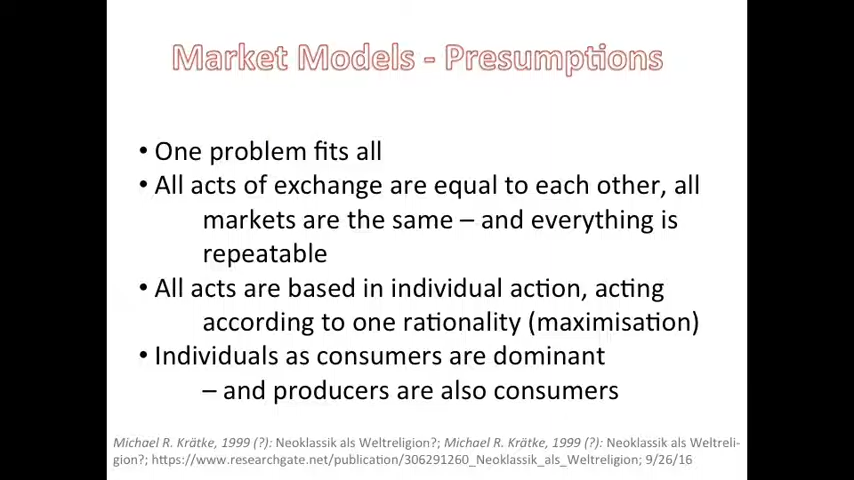 Market Models - Presumptions
• One problem fits all
• All acts of exchange are equal to each other, all
markets are the same – and everything is
repeatable
• All acts are based in individual action, acting
according to one rationality (maximisation)
• Individuals as consumers are dominant
– and producers are also consumers
Michael R. Krätke, 1999 (?): Neoklassik als Weltreligion?; Michael R. Krätke, 1999 (?): Neoklassik als Weltreli-
gion?; https://www.researchgate.net/publication/306291260_Neoklassik_als_Weltreligion; 9/26/16